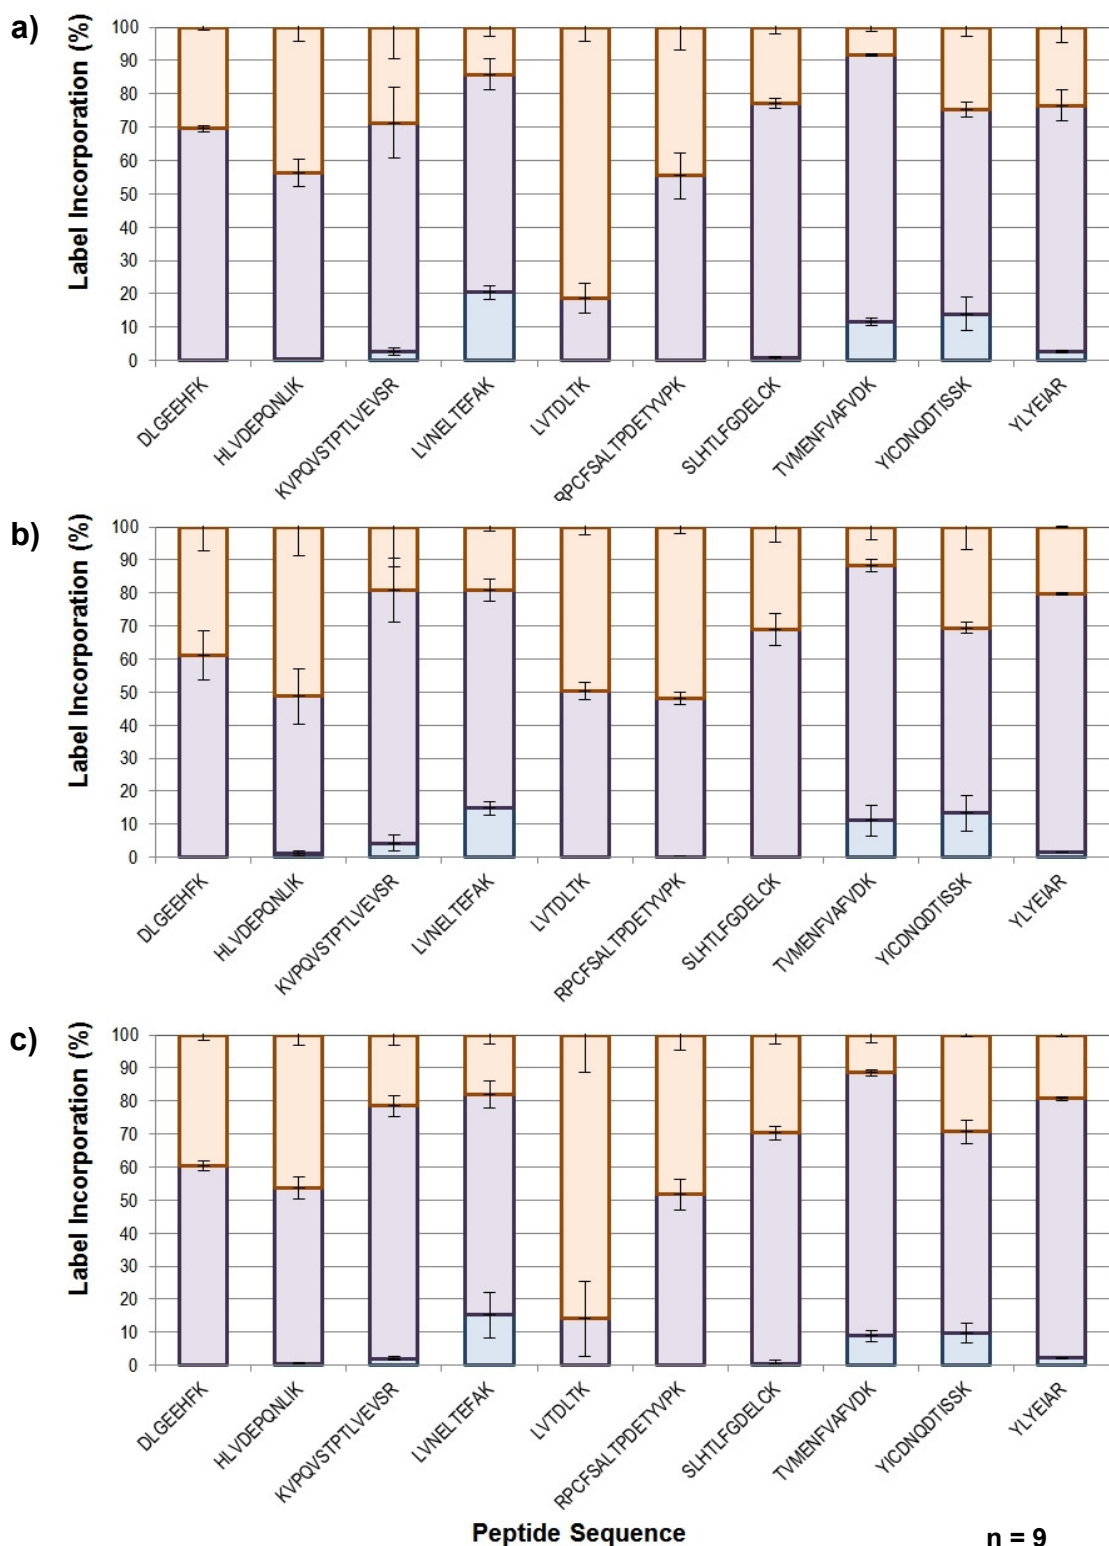 a)
Label Incorporation (%)
100
90
80
70
60
50
40
30
20
10
0
DLGEEHFK
HLVDEPQNLIK
KVPQVSTPTLVEVSR
LVNELTEFAK
LVTDLTK
RPCFSALTPDETYVPK
SLHTLFGDELCK
TVMENFVAFVDK
YICDNQDTISSK
YLYEIAR
b)
Label Incorporation (%)
100
90
80
70
60
50
40
30
20
10
0
DLGEEHFK
HLVDEPQNLIK
KVPQVSTPTLVEVSR
LVNELTEFAK
LVTDLTK
RPCFSALTPDETYVPK
SLHTLFGDELCK
TVMENFVAFVDK
YICDNQDTISSK
YLYEIAR
c)
Label Incorporation (%)
100
90
80
70
60
50
40
30
20
10
0
DLGEEHFK
HLVDEPQNLIK
KVPQVSTPTLVEVSR
LVNELTEFAK
LVTDLTK
RPCFSALTPDETYVPK
SLHTLFGDELCK
TVMENFVAFVDK
YICDNQDTISSK
YLYEIAR
Peptide Sequence
n = 9